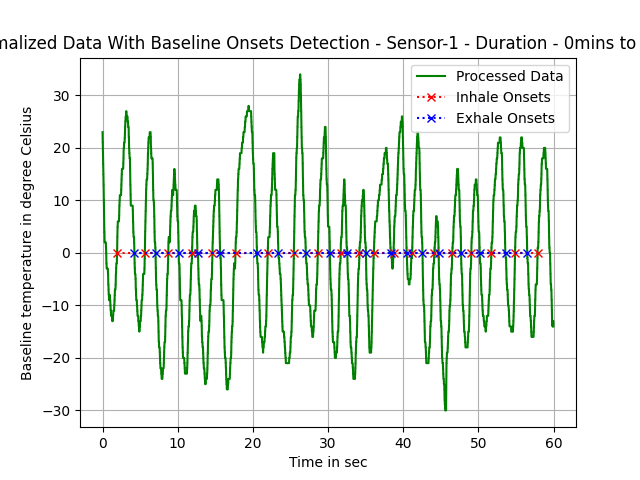 malized Data With Baseline Onsets Detection - Sensor-1 - Duration - 0mins to
Processed Data
Inhale Onsets
Exhale Onsets
Baseline temperature in degree Celsius
30
20
10
0
−10
−20
−30
0 10 20 30 40 50 60
Time in sec